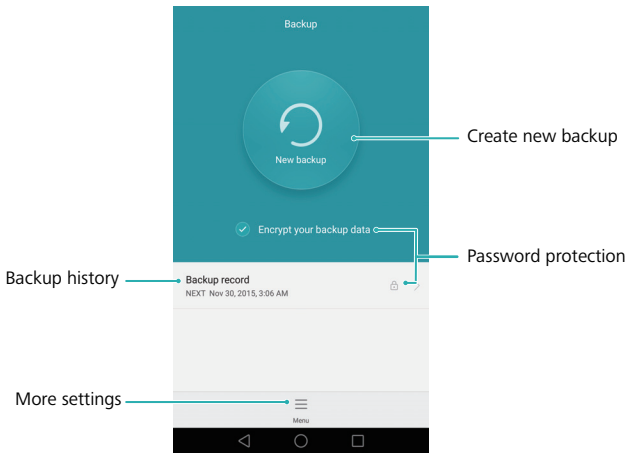 Backup
New backup
Create new backup
Encrypt your backup data
Password protection
Backup history
Backup record
NEXT Nov 30, 2015, 3:06 AM
More settings
Menu